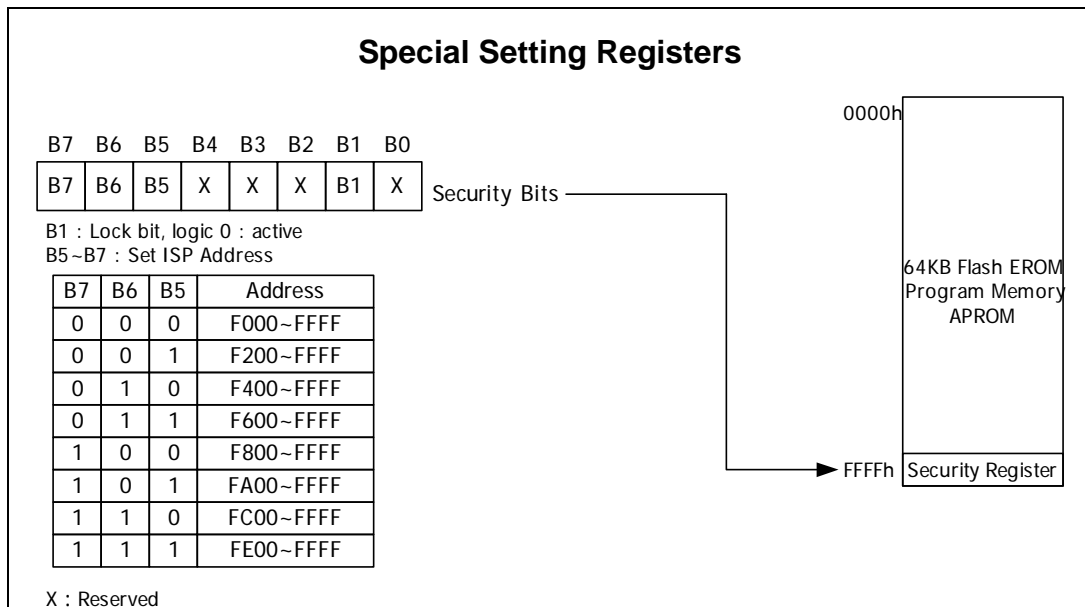 Special Setting Registers
0000h
B7 B6 B5 B4 B3 B2 B1 B0
B7 B6 B5 X X X B1 X
Security Bits
B1 : Lock bit, logic 0 : active
B5~B7 : Set ISP Address
B7 B6 B5 Address
0 0 0 F000~FFFF
0 0 1 F200~FFFF
0 1 0 F400~FFFF
0 1 1 F600~FFFF
1 0 0 F800~FFFF
1 0 1 FA00~FFFF
1 1 0 FC00~FFFF
1 1 1 FE00~FFFF
X : Reserved
64KB Flash EROM
Program Memory
APROM
FFFFh Security Register